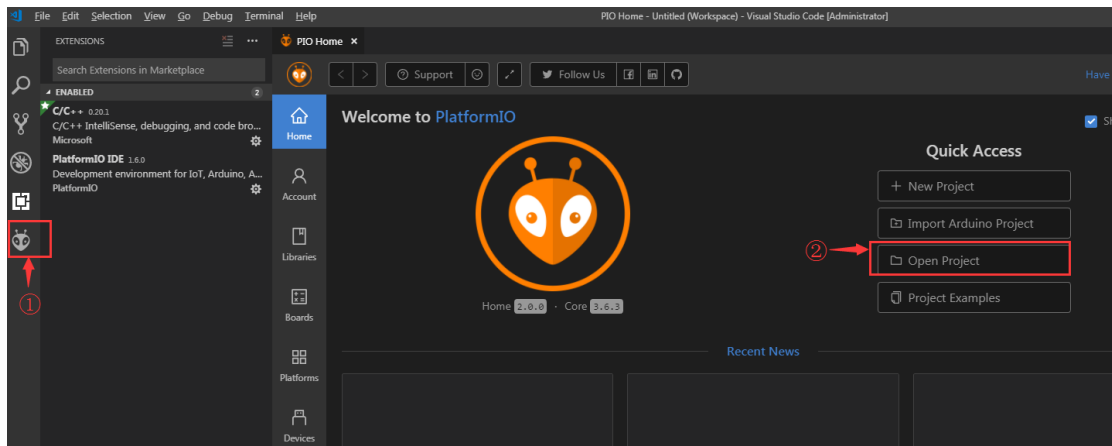 File Edit Selection View Go Debug Terminal Help
PIO Home - Untitled (Workspace) - Visual Studio Code [Administrator]
EXTENSIONS
Search Extensions in Marketplace
ENABLED 2
C/C++ 0.20.1
C/C++ IntelliSense, debugging, and code bro...
Microsoft
PlatformIO IDE 1.6.0
Development environment for IoT, Arduino, A...
PlatformIO
①
PIO Home
Support
Follow Us
Have
Home
Account
Libraries
Boards
Platforms
Devices
Welcome to PlatformIO
Home 2.0.0 · Core 3.6.3
Quick Access
New Project
Import Arduino Project
②
Open Project
Project Examples
Recent News